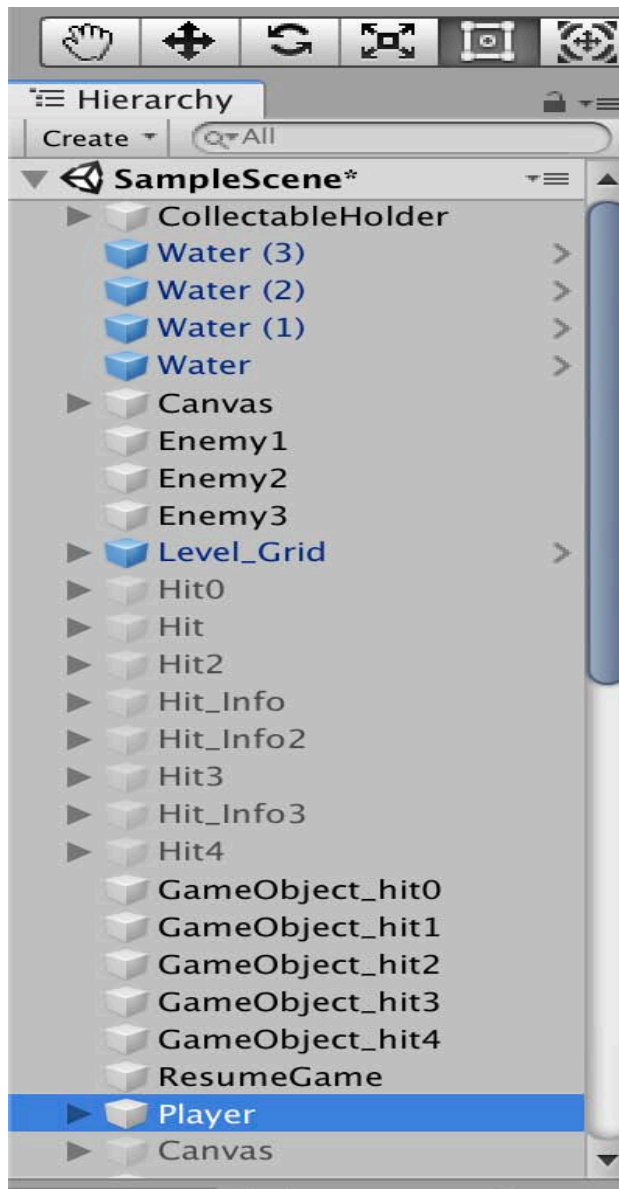 Hierarchy
Create All
SampleScene*
CollectableHolder
Water (3)
Water (2)
Water (1)
Water
Canvas
Enemy1
Enemy2
Enemy3
Level_Grid
Hit0
Hit
Hit2
Hit_Info
Hit_Info2
Hit3
Hit_Info3
Hit4
GameObject_hit0
GameObject_hit1
GameObject_hit2
GameObject_hit3
GameObject_hit4
ResumeGame
Player
Canvas